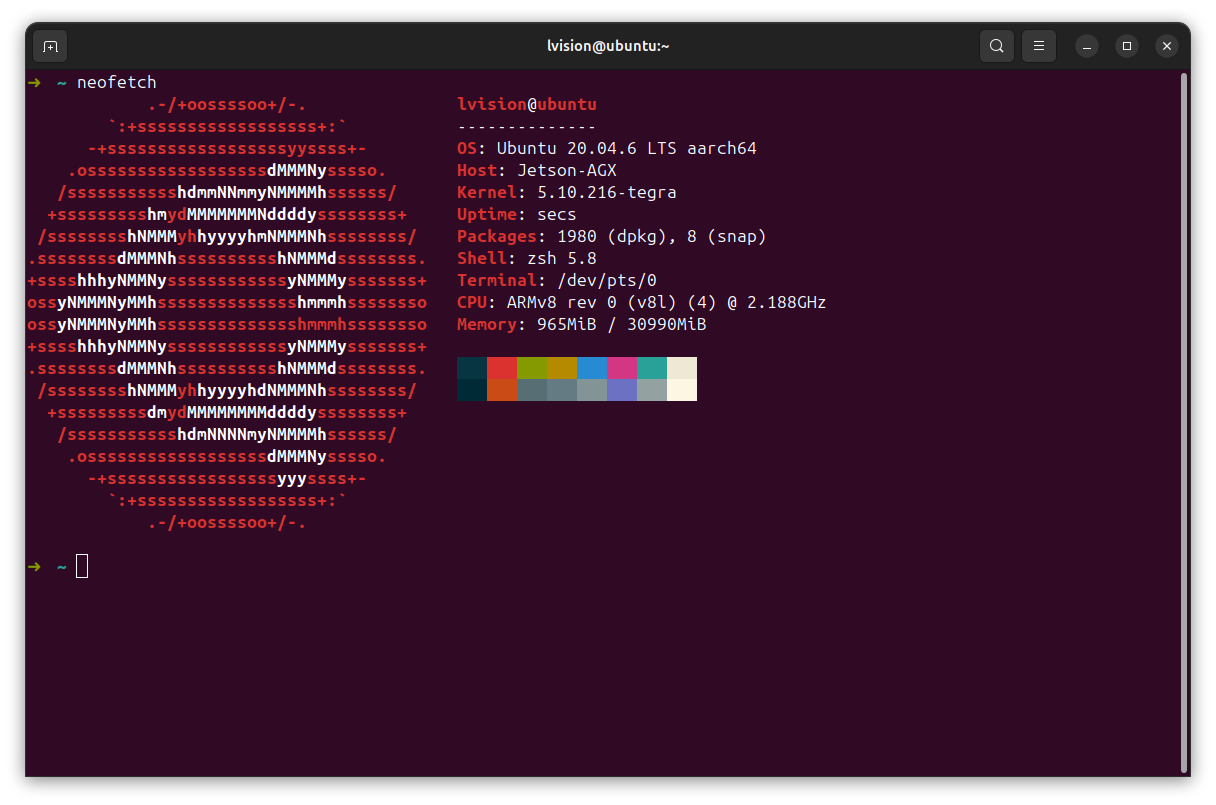 lvision@ubuntu:~
➜ ~ neofetch
.-/+oossssoo+/-.
`:+ssssssssssssssssss+:`
-+ssssssssssssssssssyyssss+-
.ossssssssssssssssssdMMMNysssso.
/ssssssssssshdmmNNmmyNMMMMhssssss/
+ssssssssshmydMMMMMMMNddddyssssssss+
/sssssssshNMMMyhhyyyyhmNMMMNhssssssss/
.ssssssssdMMMNhsssssssssshNMMMdssssssss.
+sssshhhyNMMNyssssssssssssyNMMMysssssss+
ossyNMMMNyMMhsssssssssssssshmmmhssssssso
ossyNMMMNyMMhsssssssssssssshmmmhssssssso
+sssshhhyNMMNyssssssssssssyNMMMysssssss+
.ssssssssdMMMNhsssssssssshNMMMdssssssss.
/sssssssshNMMMyhhyyyyhdNMMMNhssssssss/
+sssssssssdmydMMMMMMMMddddyssssssss+
/ssssssssssshdmNNNNmyNMMMMhssssss/
.ossssssssssssssssssdMMMNysssso.
-+sssssssssssssssssyyyssss+-
`:+ssssssssssssssssss+:`
.-/+oossssoo+/-.
lvision@ubuntu
--------------
OS: Ubuntu 20.04.6 LTS aarch64
Host: Jetson-AGX
Kernel: 5.10.216-tegra
Uptime: secs
Packages: 1980 (dpkg), 8 (snap)
Shell: zsh 5.8
Terminal: /dev/pts/0
CPU: ARMv8 rev 0 (v8l) (4) @ 2.188GHz
Memory: 965MiB / 30990MiB
➜ ~